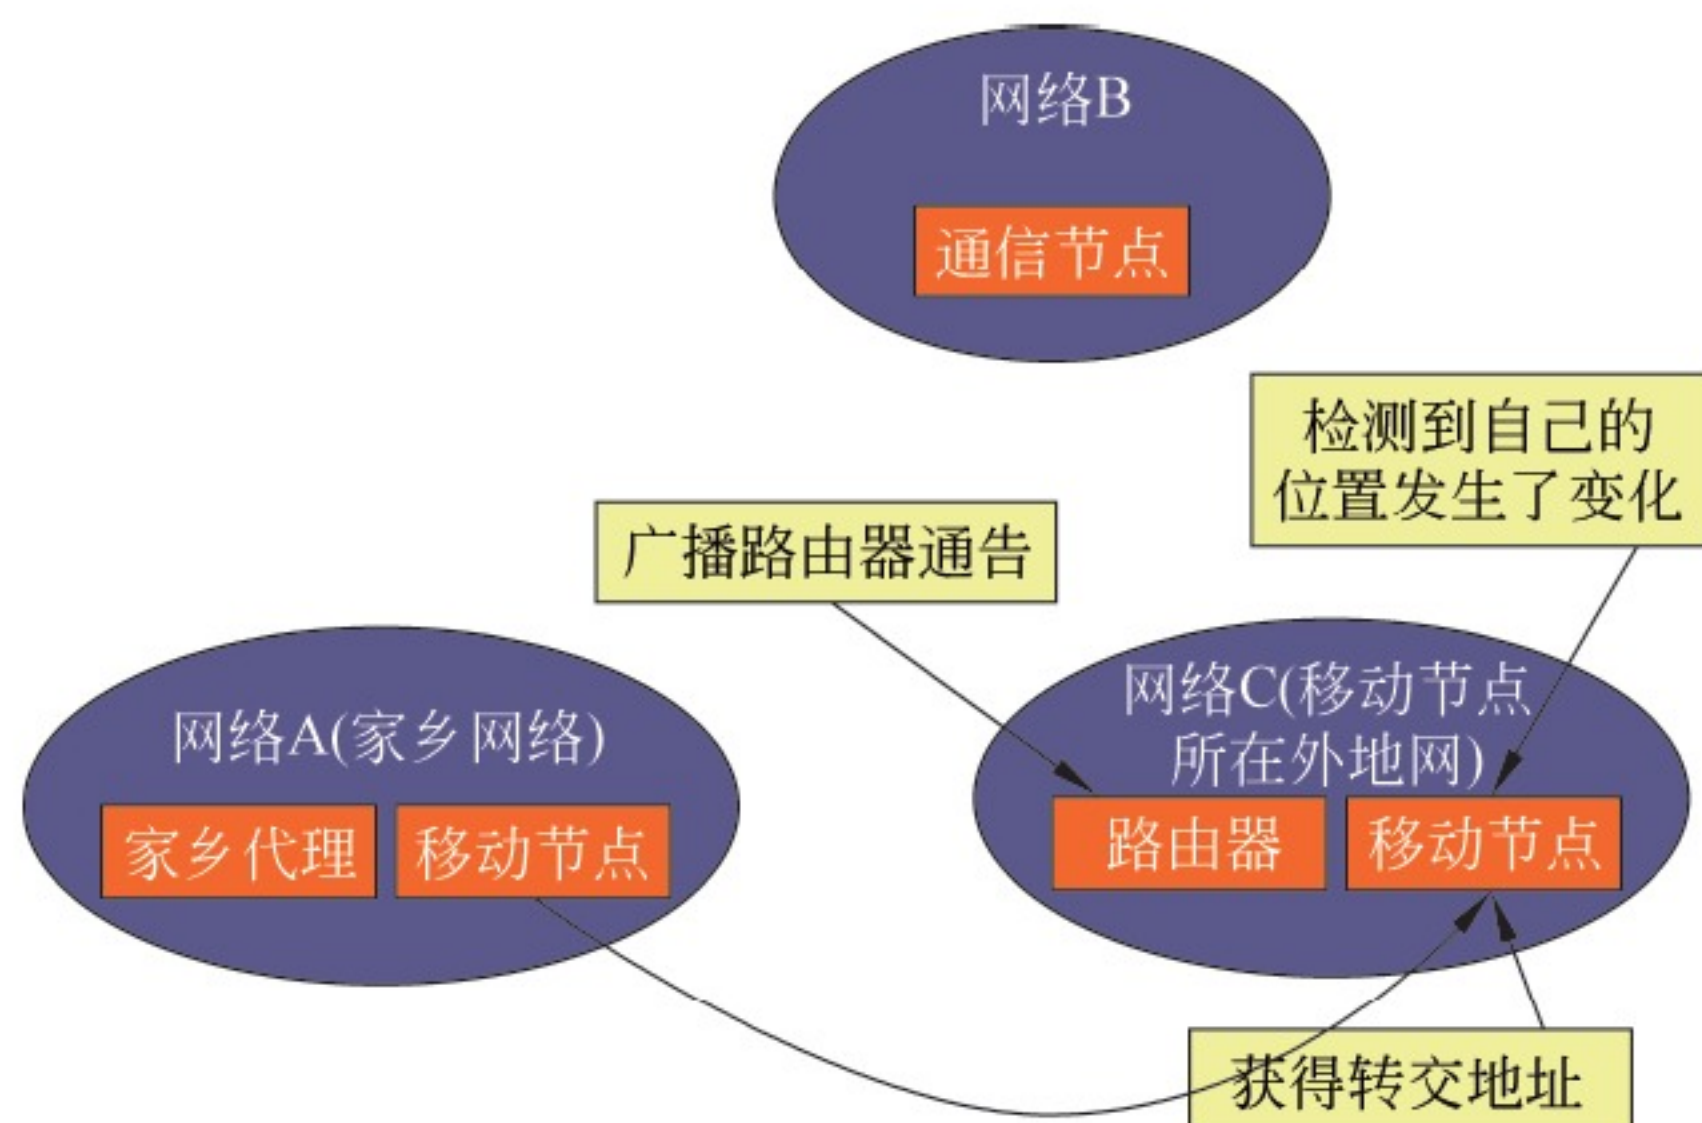 网络B
通信节点
检测到自己的
位置发生了变化
广播路由器通告
网络A(家乡网络)
家乡代理
移动节点
网络C(移动节点
所在外地网)
路由器
移动节点
获得转交地址